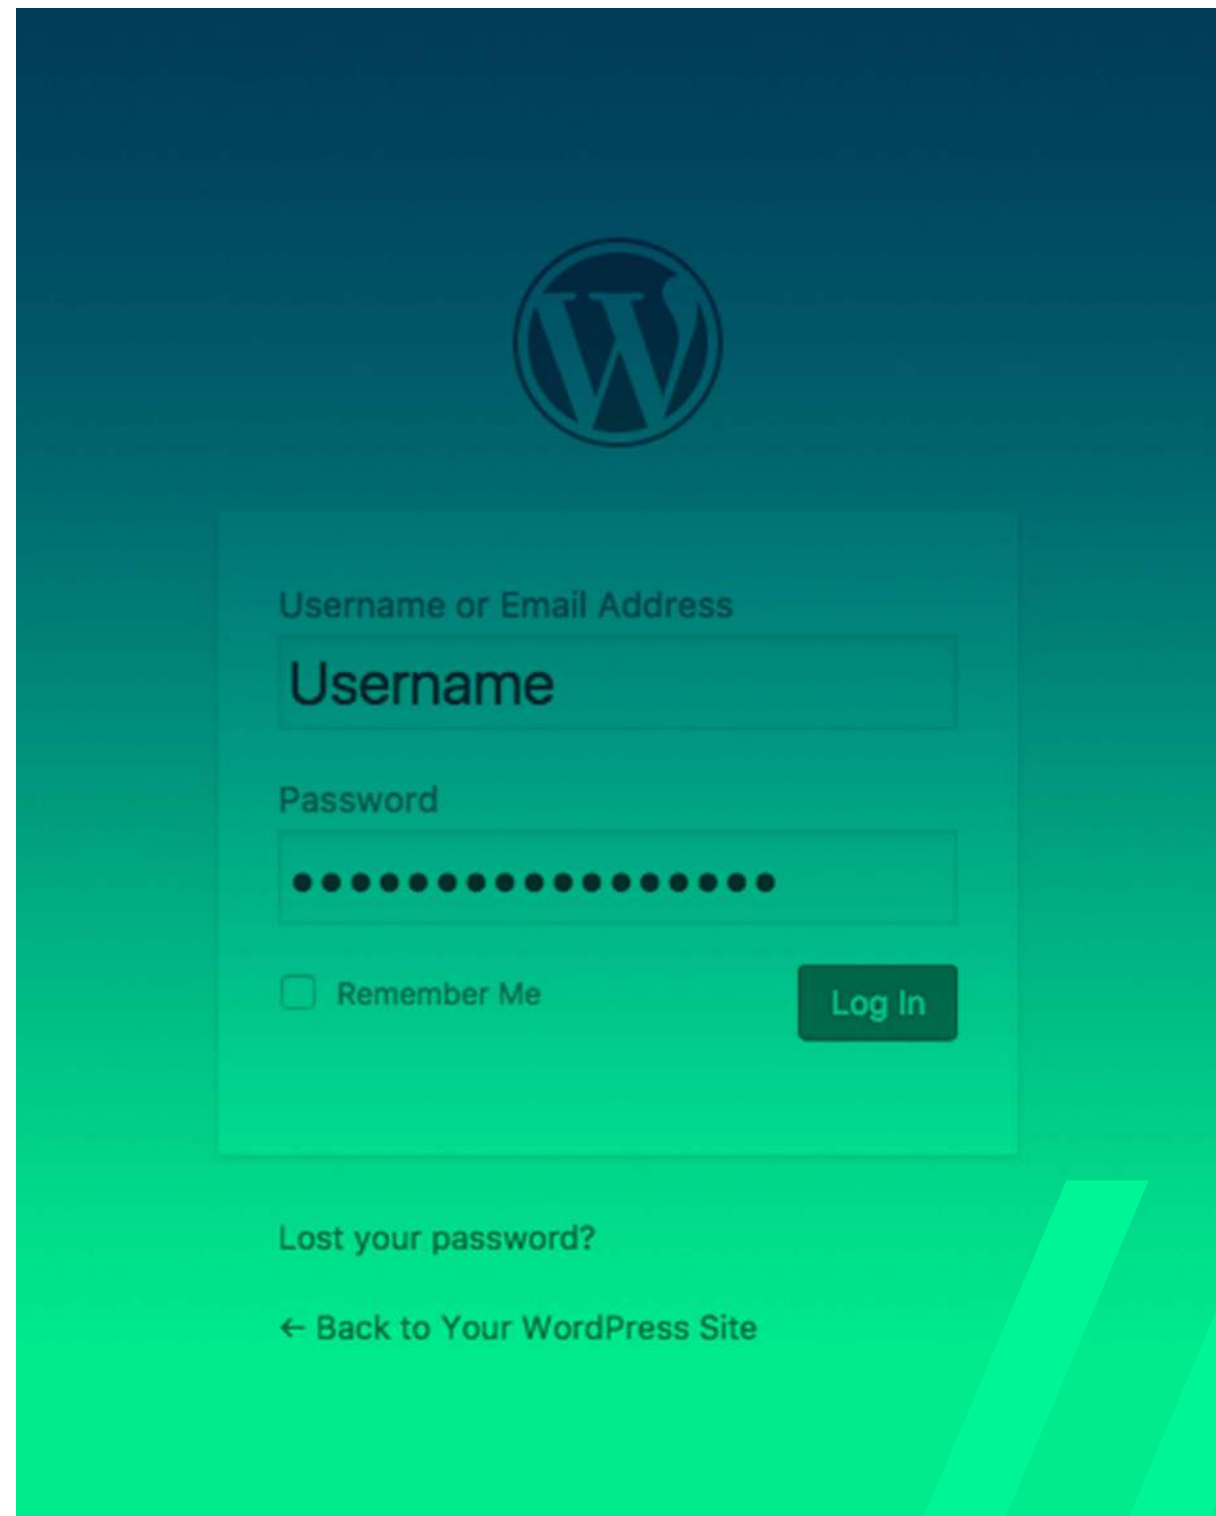 Username or Email Address
Username
Password
•••••••••••••••••
Remember Me
Log In
Lost your password?
← Back to Your WordPress Site